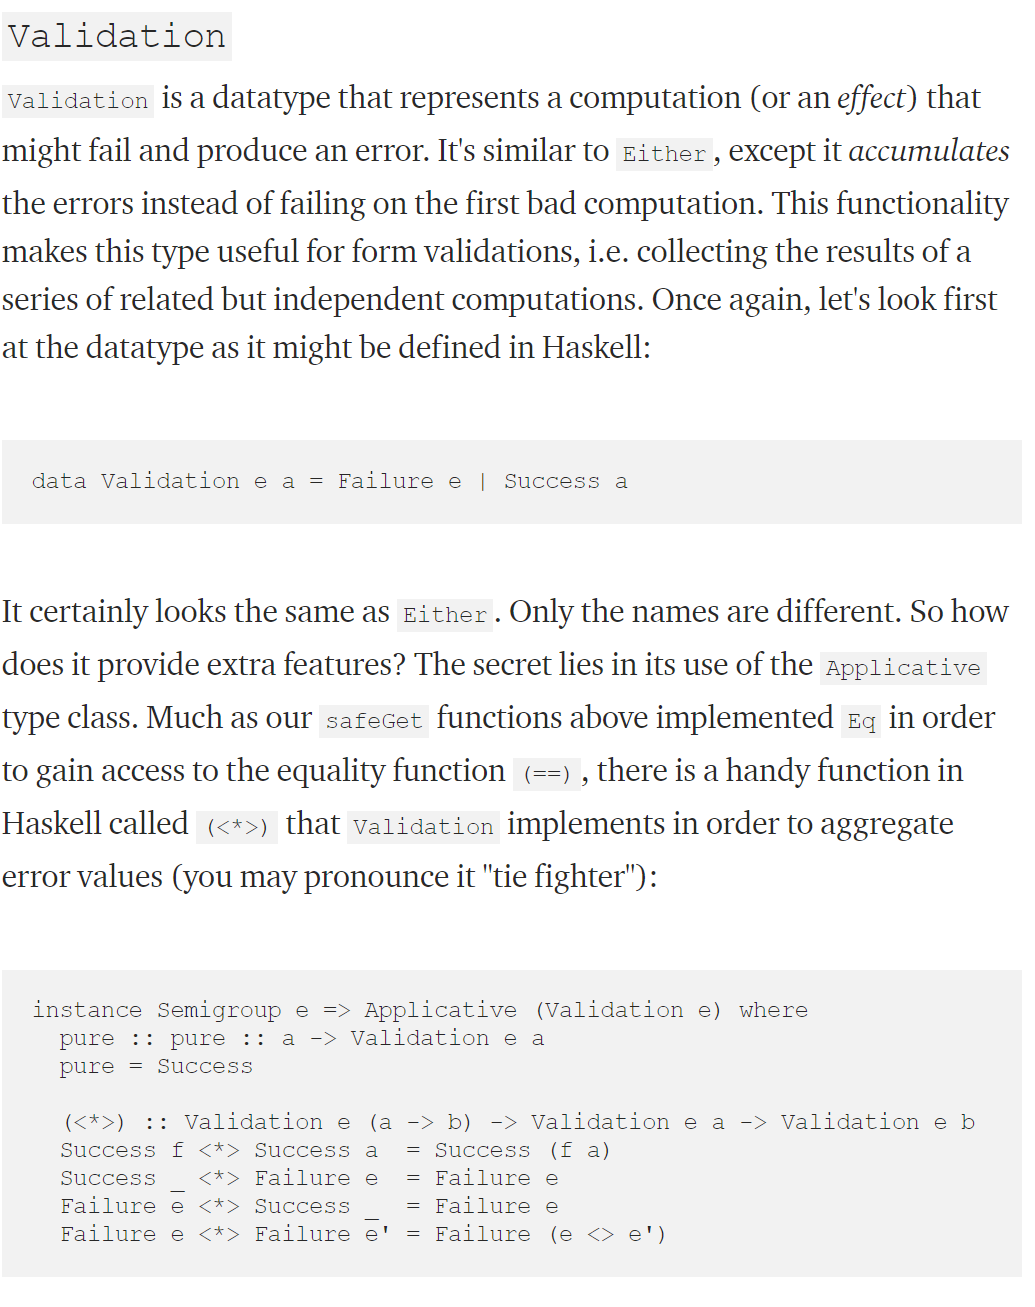 Validation
Validation is a datatype that represents a computation (or an effect) that
might fail and produce an error. It's similar to Either, except it accumulates
the errors instead of failing on the first bad computation. This functionality
makes this type useful for form validations, i.e. collecting the results of a
series of related but independent computations. Once again, let's look first
at the datatype as it might be defined in Haskell:
data Validation e a = Failure e | Success a
It certainly looks the same as Either. Only the names are different. So how
does it provide extra features? The secret lies in its use of the Applicative
type class. Much as our safeGet functions above implemented Eq in order
to gain access to the equality function (==), there is a handy function in
Haskell called (<*>) that Validation implements in order to aggregate
error values (you may pronounce it "tie fighter"):
instance Semigroup e => Applicative (Validation e) where
  pure :: pure :: a -> Validation e a
  pure = Success
  (<*>) :: Validation e (a -> b) -> Validation e a -> Validation e b
  Success f <*> Success a  = Success (f a)
  Success _ <*> Failure e  = Failure e
  Failure e <*> Success _  = Failure e
  Failure e <*> Failure e' = Failure (e <> e')